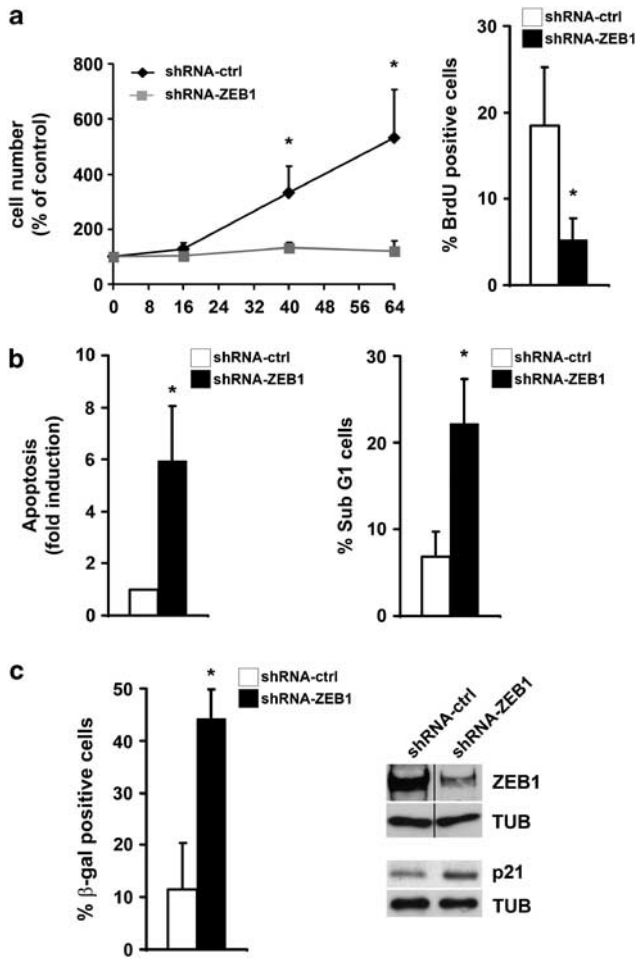 a
shRNA-ctrl
shRNA-ZEB1
cell number
(% of control)
800
600
400
200
0
0 8 16 24 32 40 48 56 64
*
*
shRNA-ctrl
shRNA-ZEB1
% BrdU positive cells
30
20
10
0
*
b
shRNA-ctrl
shRNA-ZEB1
Apoptosis
(fold induction)
10
8
6
4
2
0
*
shRNA-ctrl
shRNA-ZEB1
% Sub G1 cells
30
20
10
0
*
c
shRNA-ctrl
shRNA-ZEB1
% β-gal positive cells
50
40
30
20
10
0
*
shRNA-ctrl
shRNA-ZEB1
ZEB1
TUB
p21
TUB